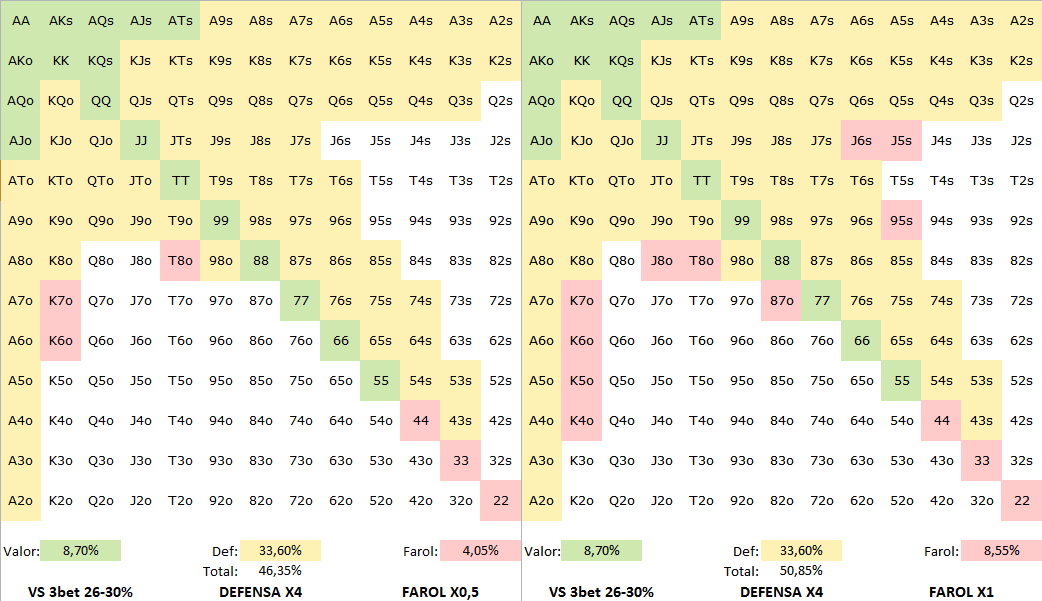 AA AKs AQs AJs ATs A9s A8s A7s A6s A5s A4s A3s A2s AA AKs AQs AJs ATs A9s A8s A7s A6s A5s A4s A3s A2s
AKo KK KQs KJs KTs K9s K8s K7s K6s K5s K4s K3s K2s AKo KK KQs KJs KTs K9s K8s K7s K6s K5s K4s K3s K2s
AQo KQo QQ QJs QTs Q9s Q8s Q7s Q6s Q5s Q4s Q3s Q2s AQo KQo QQ QJs QTs Q9s Q8s Q7s Q6s Q5s Q4s Q3s Q2s
AJo KJo QJo JJ JTs J9s J8s J7s J6s J5s J4s J3s J2s AJo KJo QJo JJ JTs J9s J8s J7s J6s J5s J4s J3s J2s
ATo KTo QTo JTo TT T9s T8s T7s T6s T5s T4s T3s T2s ATo KTo QTo JTo TT T9s T8s T7s T6s T5s T4s T3s T2s
A9o K9o Q9o J9o T9o 99 98s 97s 96s 95s 94s 93s 92s A9o K9o Q9o J9o T9o 99 98s 97s 96s 95s 94s 93s 92s
A8o K8o Q8o J8o T8o 98o 88 87s 86s 85s 84s 83s 82s A8o K8o Q8o J8o T8o 98o 88 87s 86s 85s 84s 83s 82s
A7o K7o Q7o J7o T7o 97o 87o 77 76s 75s 74s 73s 72s A7o K7o Q7o J7o T7o 97o 87o 77 76s 75s 74s 73s 72s
A6o K6o Q6o J6o T6o 96o 86o 76o 66 65s 64s 63s 62s A6o K6o Q6o J6o T6o 96o 86o 76o 66 65s 64s 63s 62s
A5o K5o Q5o J5o T5o 95o 85o 75o 65o 55 54s 53s 52s A5o K5o Q5o J5o T5o 95o 85o 75o 65o 55 54s 53s 52s
A4o K4o Q4o J4o T4o 94o 84o 74o 64o 54o 44 43s 42s A4o K4o Q4o J4o T4o 94o 84o 74o 64o 54o 44 43s 42s
A3o K3o Q3o J3o T3o 93o 83o 73o 63o 53o 43o 33 32s A3o K3o Q3o J3o T3o 93o 83o 73o 63o 53o 43o 33 32s
A2o K2o Q2o J2o T2o 92o 82o 72o 62o 52o 42o 32o 22 A2o K2o Q2o J2o T2o 92o 82o 72o 62o 52o 42o 32o 22
Valor: 8,70% Def: 33,60% Farol: 4,05% Valor: 8,70% Def: 33,60% Farol: 8,55%
Total: 46,35% Total: 50,85%
VS 3bet 26-30% DEFENSA X4 FAROL X0,5 VS 3bet 26-30% DEFENSA X4 FAROL X1